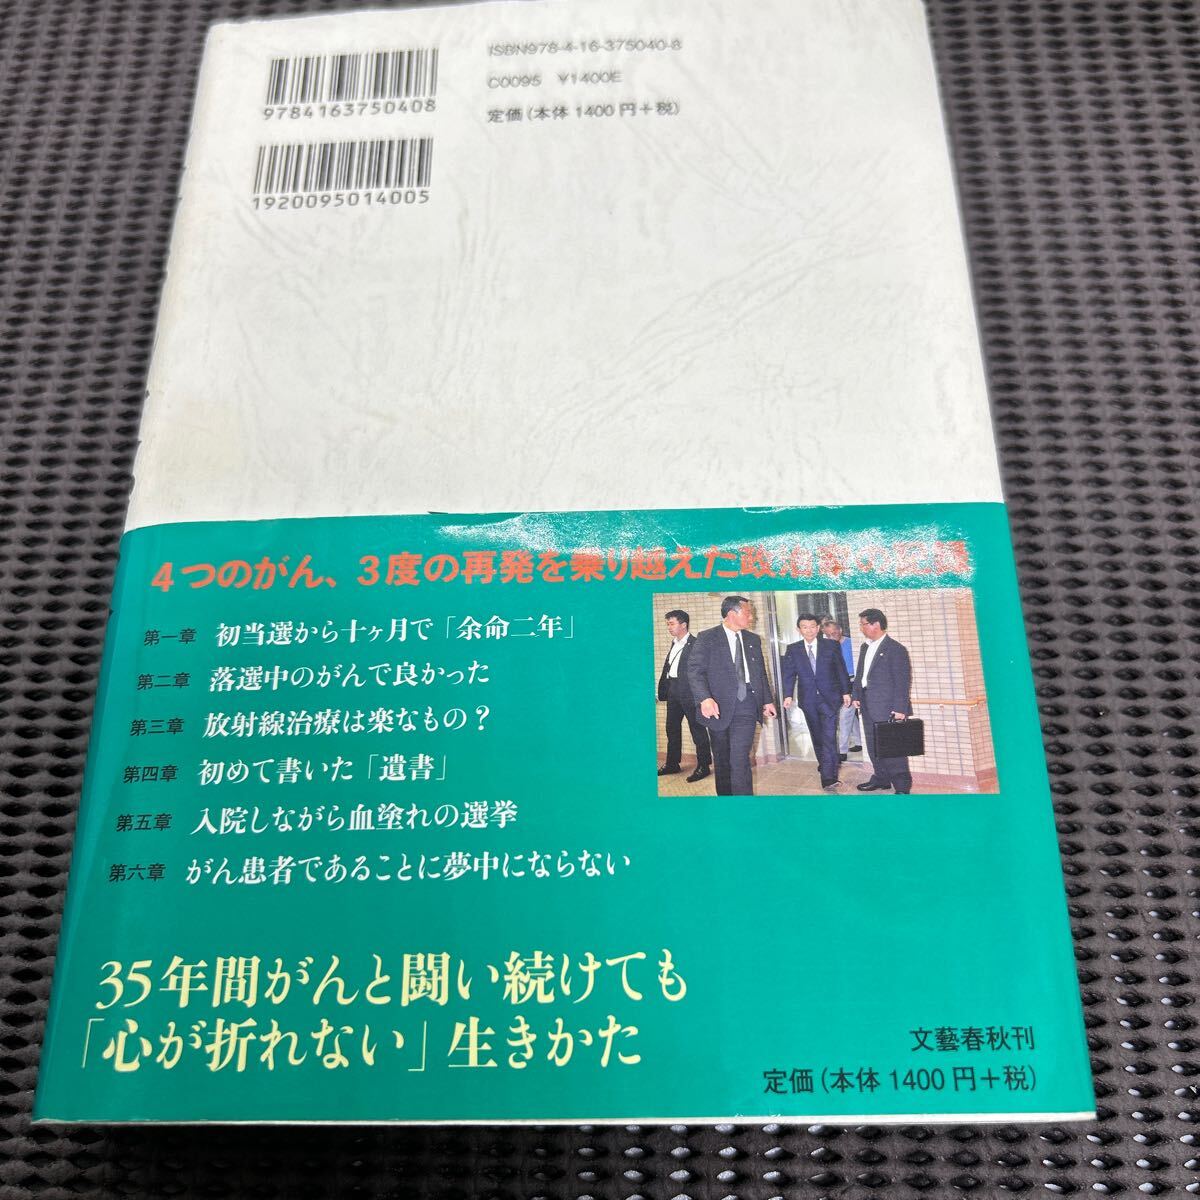 ISBN978-4-16-375040-8
C0095 ¥1400E
定価(本体1400円+税)
9784163750408
1920095014005
4つのがん、3度の再発を乗り越えた政治家の記録
第一章 初当選から十ヶ月で「余命二年」
第二章 落選中のがんで良かった
第三章 放射線治療は楽なもの?
第四章 初めて書いた「遺書」
第五章 入院しながら血塗れの選挙
第六章 がん患者であることに夢中にならない
35年間がんと闘い続けても
「心が折れない」生きかた
文藝春秋刊
定価(本体1400円+税)